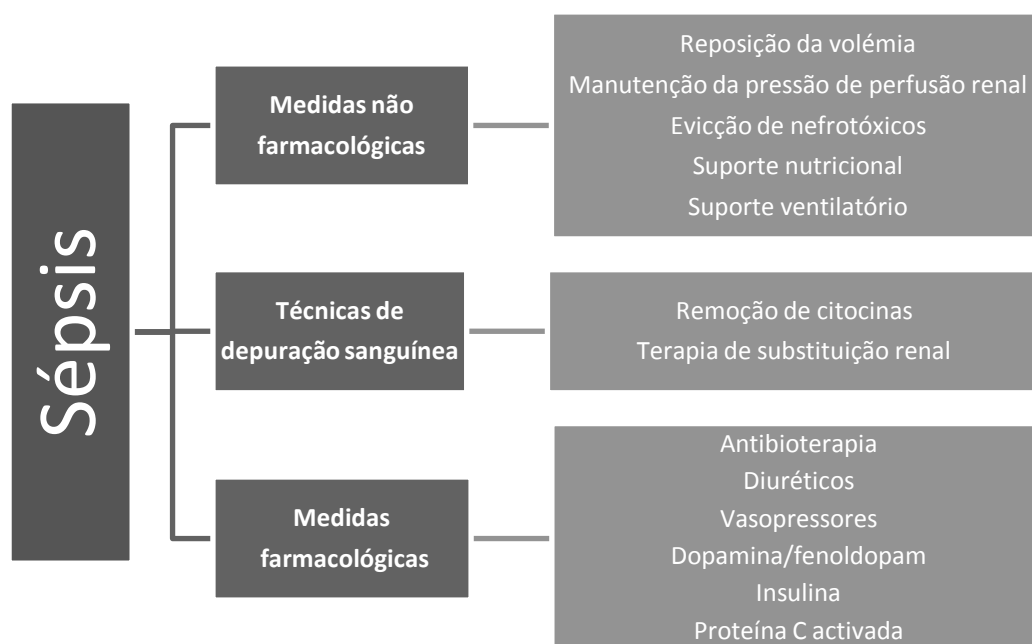 Sépsis
Medidas não
farmacológicas
Reposição da volémia
Manutenção da pressão de perfusão renal
Evicção de nefrotóxicos
Suporte nutricional
Suporte ventilatório
Técnicas de
depuração sanguínea
Remoção de citocinas
Terapia de substituição renal
Medidas
farmacológicas
Antibioterapia
Diuréticos
Vasopressores
Dopamina/fenoldopam
Insulina
Proteína C activada